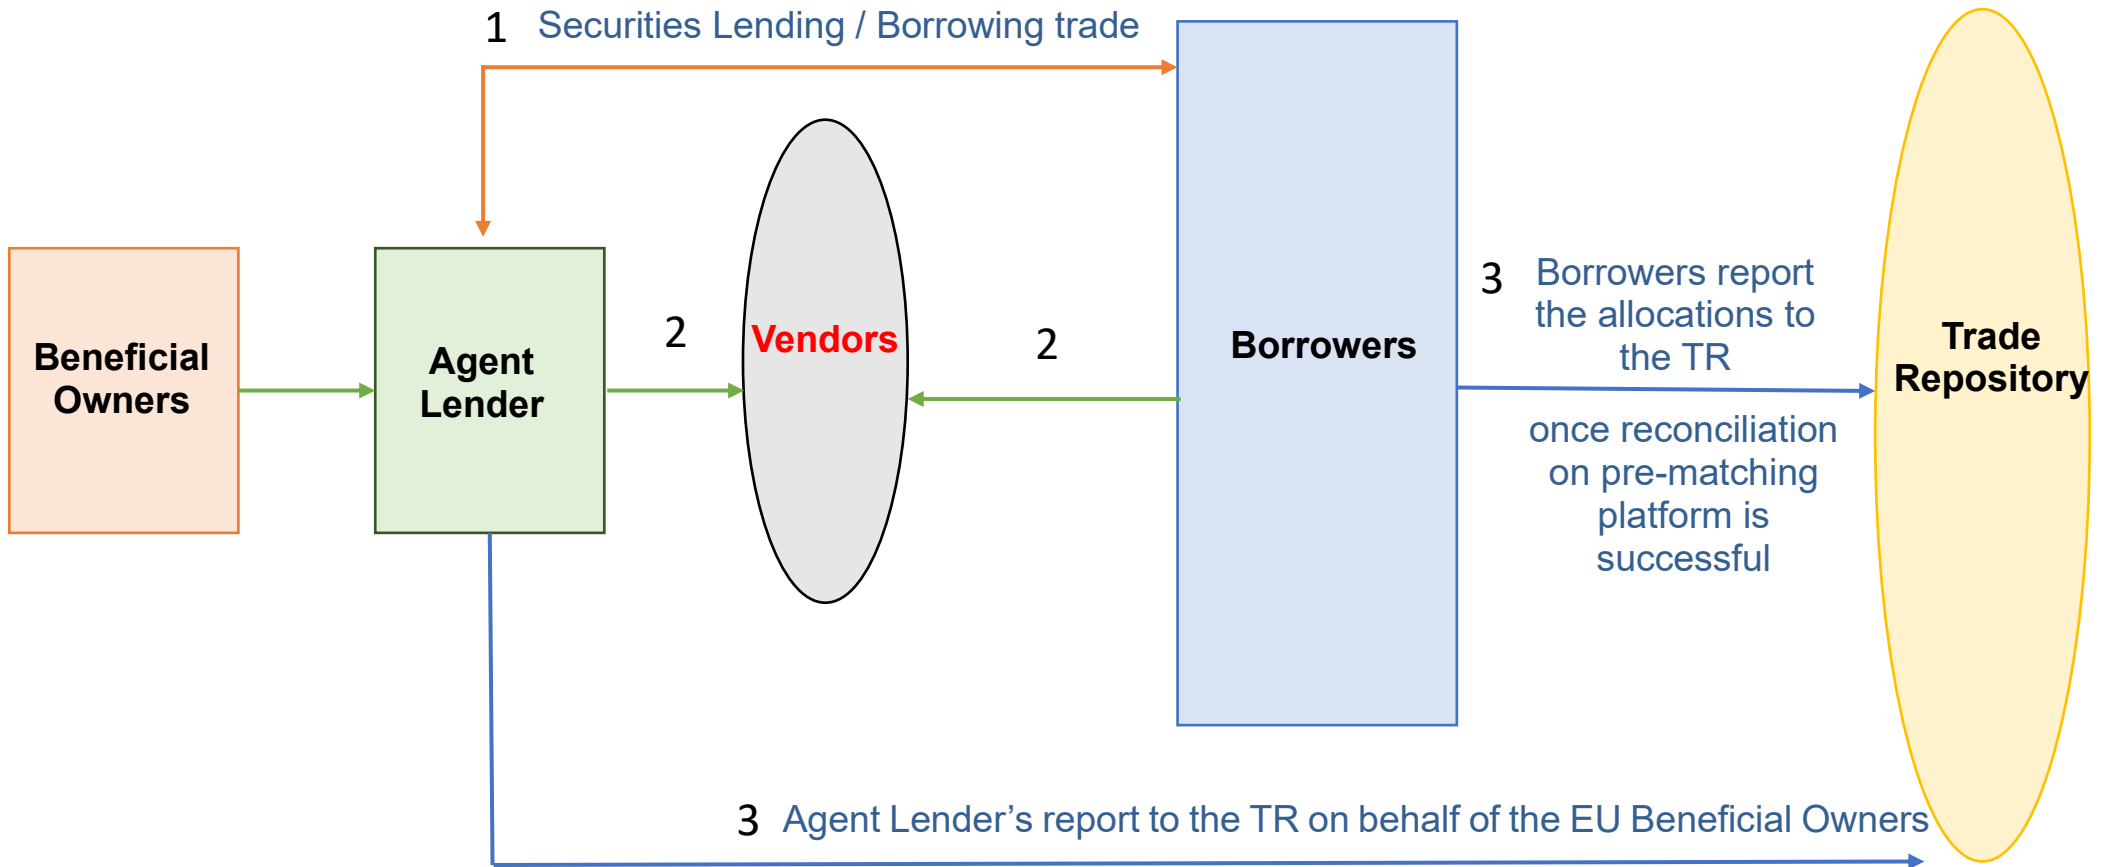 1 Securities Lending / Borrowing trade
Beneficial
Owners
Agent
Lender
2
Vendors
2
Borrowers
3 Borrowers report
the allocations to
the TR
once reconciliation
on pre-matching
platform is
successful
Trade
Repository
3 Agent Lender’s report to the TR on behalf of the EU Beneficial Owners